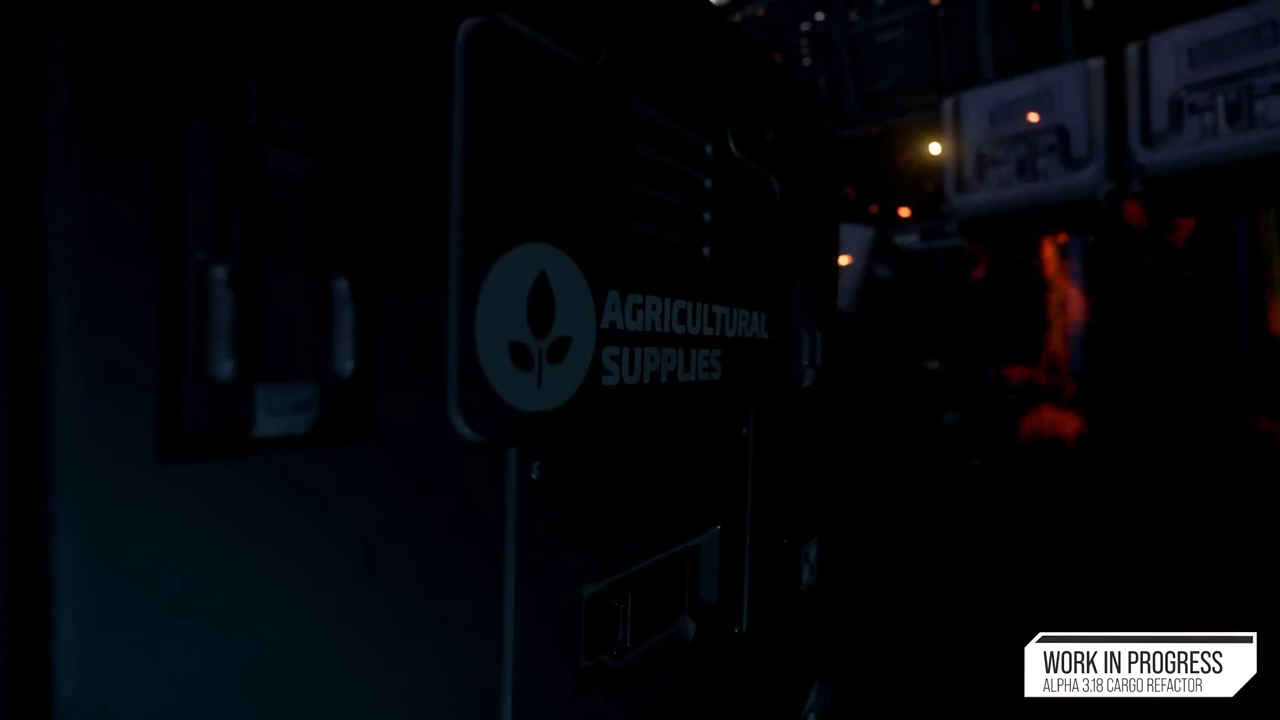 AGRICULTURAL
SUPPLIES
WORK IN PROGRESS
ALPHA 3.18 CARGO REFACTOR